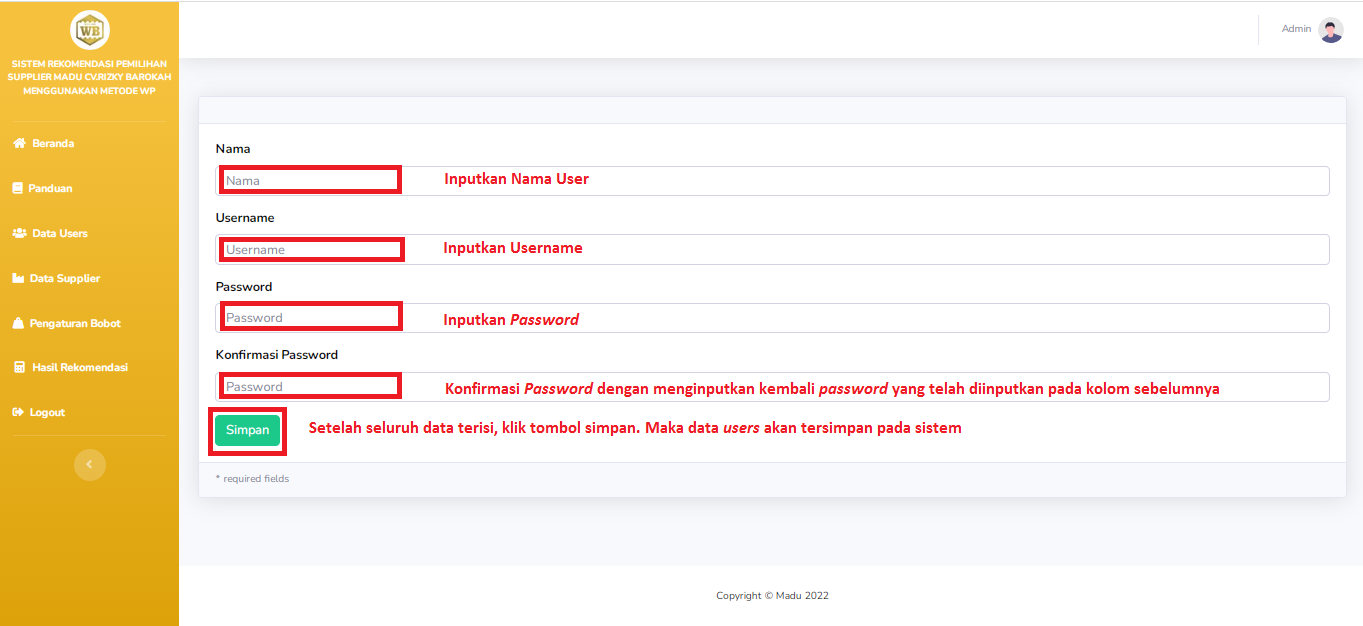 WB
SISTEM REKOMENDASI PEMILIHAN
SUPPLIER MADU CV.RIZKY BAROKAH
MENGGUNAKAN METODE WP
Beranda
Panduan
Data Users
Data Supplier
Pengaturan Bobot
Hasil Rekomendasi
Logout
Admin
Nama
Nama Inputkan Nama User
Username
Username Inputkan Username
Password
Password Inputkan Password
Konfirmasi Password
Password Konfirmasi Password dengan menginputkan kembali password yang telah diinputkan pada kolom sebelumnya
Simpan Setelah seluruh data terisi, klik tombol simpan. Maka data users akan tersimpan pada sistem
* required fields
Copyright © Madu 2022